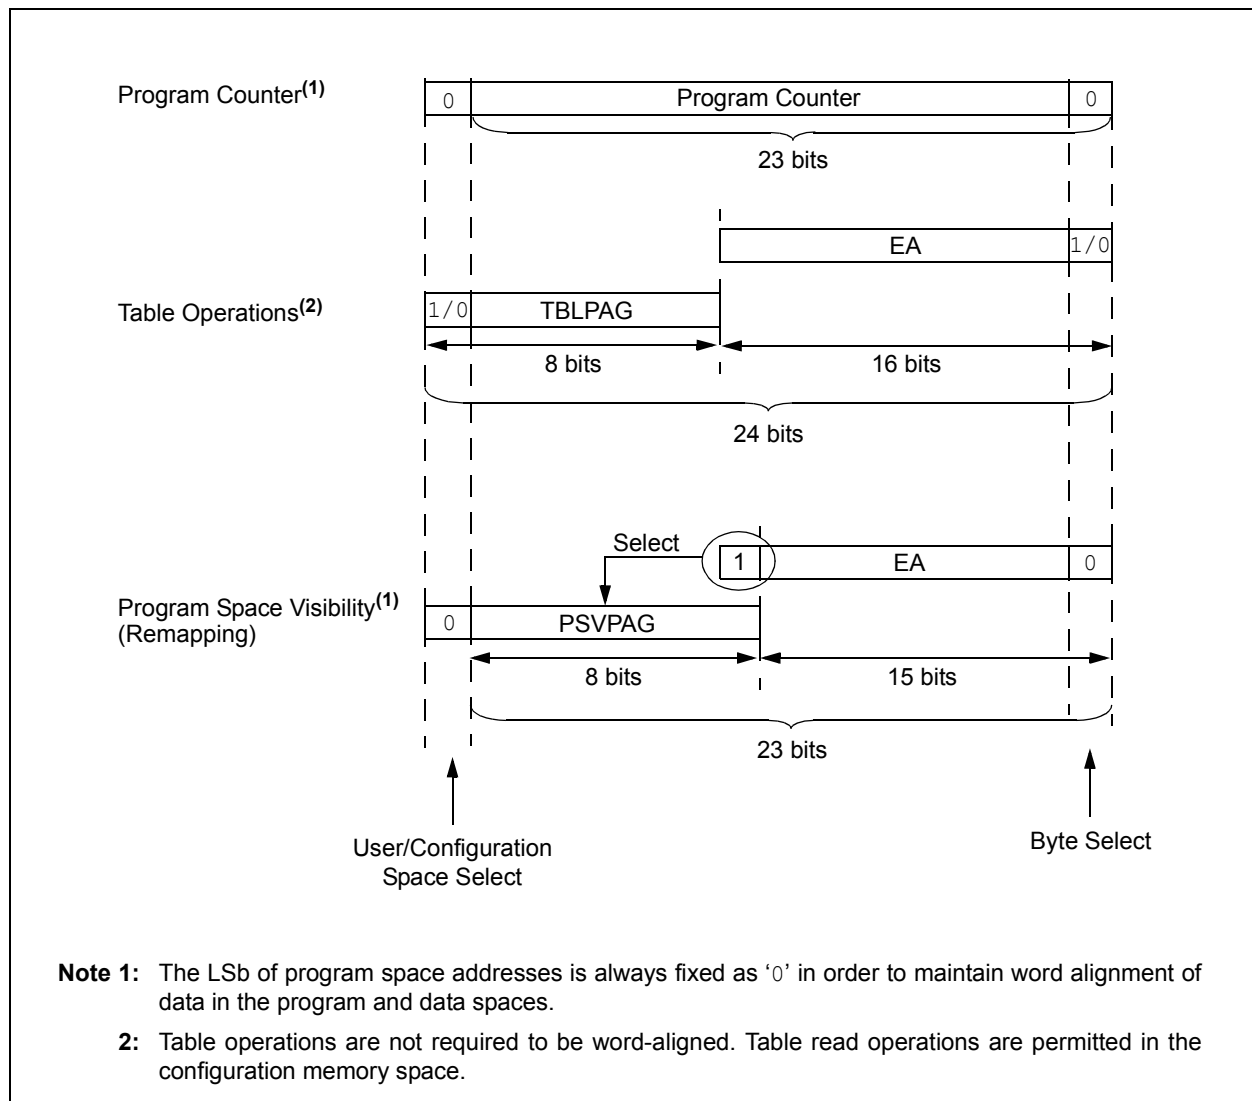 Program Counter(1)
0
Program Counter
0
23 bits
EA
1/0
Table Operations(2)
1/0
TBLPAG
8 bits
16 bits
24 bits
Select
1
EA
0
Program Space Visibility(1)
(Remapping)
0
PSVPAG
8 bits
15 bits
23 bits
User/Configuration
Space Select
Byte Select
Note 1: The LSb of program space addresses is always fixed as ‘0’ in order to maintain word alignment of
data in the program and data spaces.
2: Table operations are not required to be word-aligned. Table read operations are permitted in the
configuration memory space.